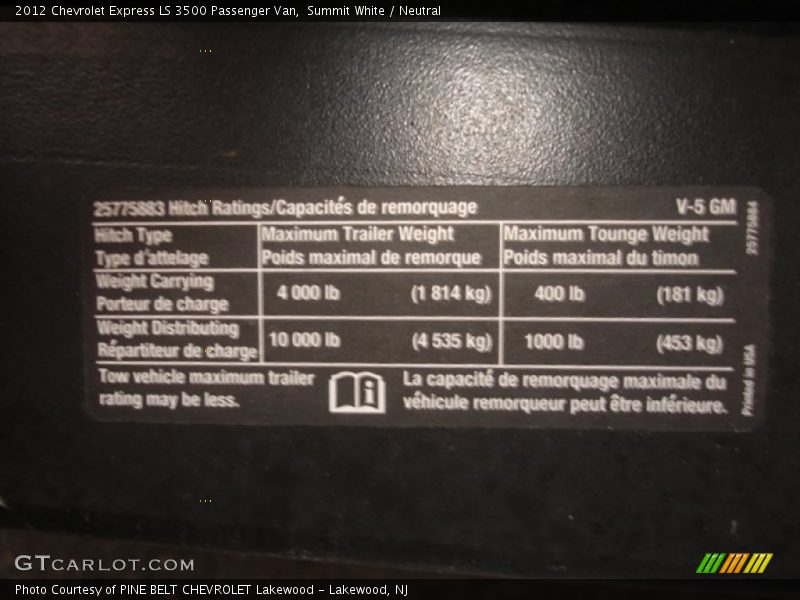 2012 Chevrolet Express LS 3500 Passenger Van,  Summit White / Neutral
25775883 Hitch Ratings/Capacités de remorquage V-5 GM
Hitch Type Maximum Trailer Weight Maximum Tounge Weight
Type d'attelage Poids maximal de remorque Poids maximal du timon
Weight Carrying
Porteur de charge 4 000 lb (1 814 kg) 400 lb (181 kg)
Weight Distributing
Répartiteur de charge 10 000 lb (4 535 kg) 1000 lb (453 kg)
Tow vehicle maximum trailer
rating may be less.
La capacité de remorquage maximale du
véhicule remorqueur peut être inférieure.
25775884
Printed in USA
GTCARLOT.COM
Photo Courtesy of PINE BELT CHEVROLET Lakewood - Lakewood, NJ